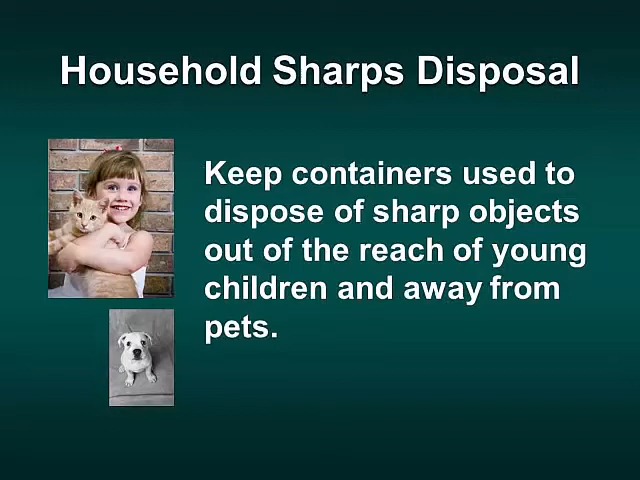 Household Sharps Disposal
Keep containers used to
dispose of sharp objects
out of the reach of young
children and away from
pets.